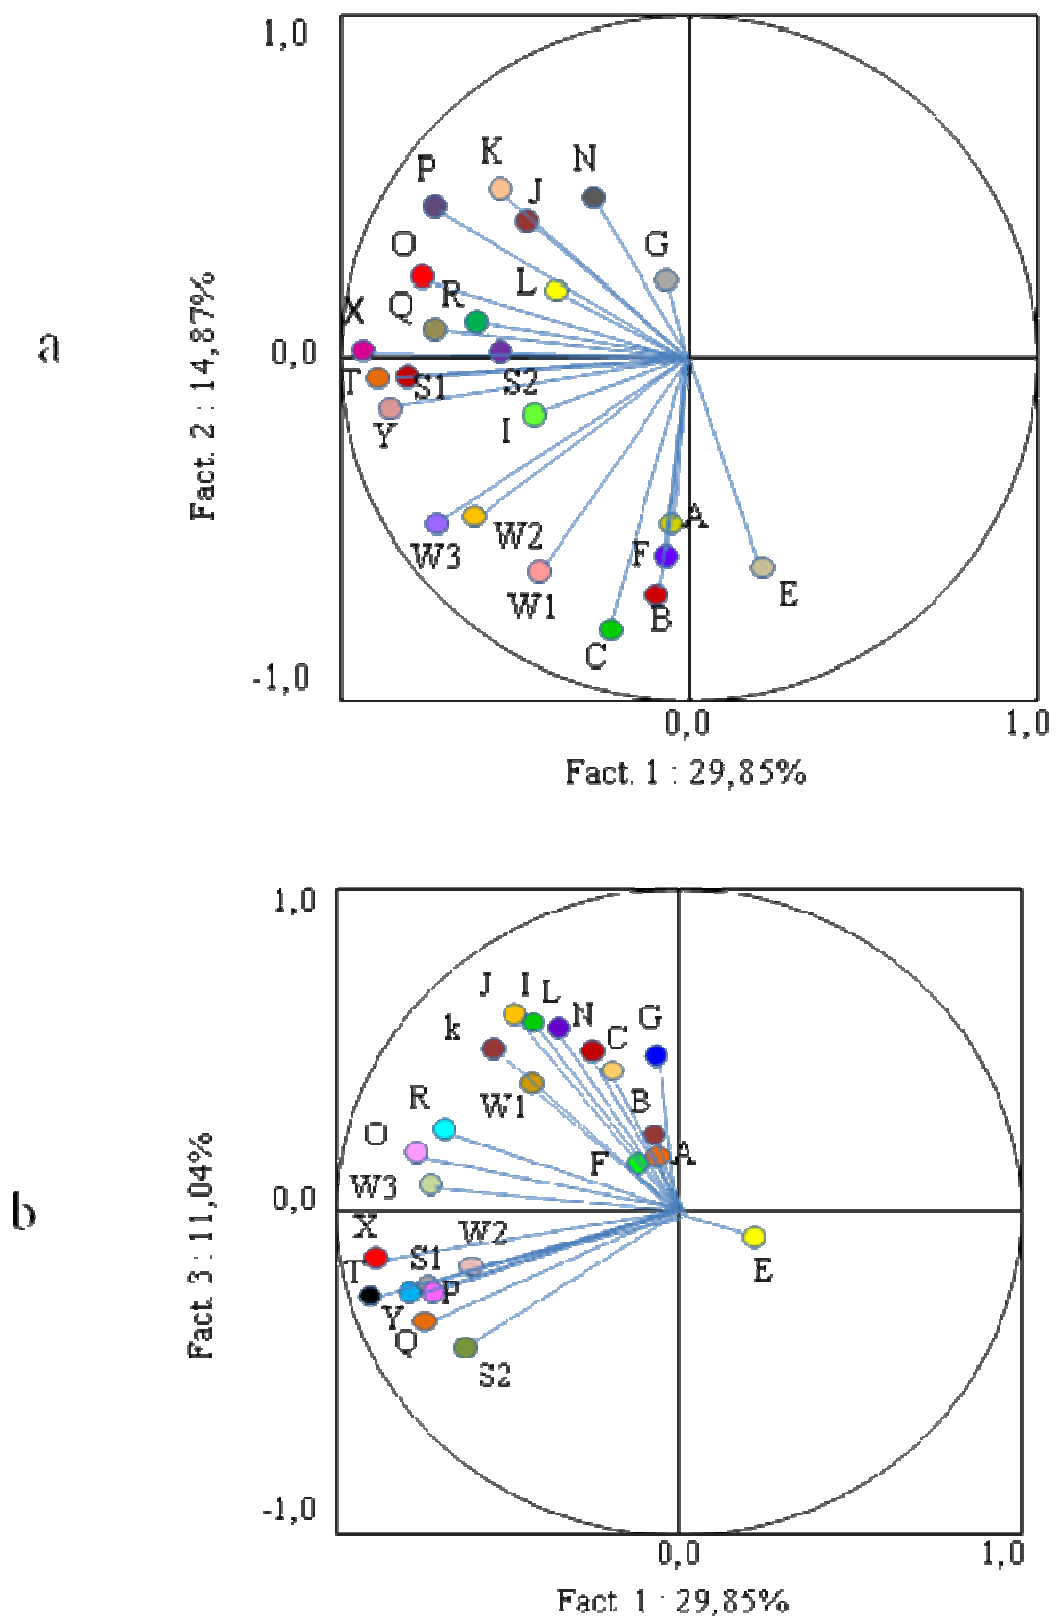 1,0
K
N
P
J
G
O
L
R
Q
X
a
0,0
T
S1
S2
Y
I
W2
A
W3
F
W1
E
B
C
-1,0
Fact. 2 : 14,87%
0,0
1,0
Fact. 1 : 29,85%
1,0
J
I
L
N
G
k
C
W1
B
R
O
A
F
W3
0,0
b
X
W2
S1
T
E
P
Y
Q
S2
-1,0
Fact 3 : 11,04%
0,0
1,0
Fact 1 : 29,85%